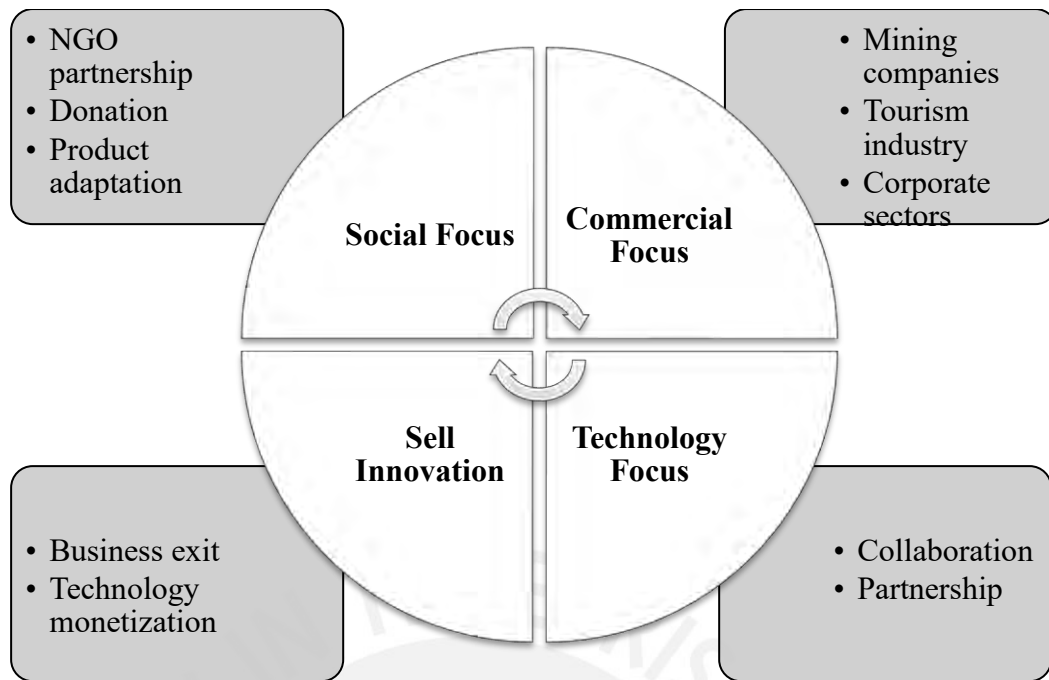 • NGO
partnership
• Donation
• Product
adaptation
• Mining
companies
• Tourism
industry
• Corporate
sectors
Social Focus
Commercial
Focus
Sell
Innovation
Technology
Focus
• Business exit
• Technology
monetization
• Collaboration
• Partnership